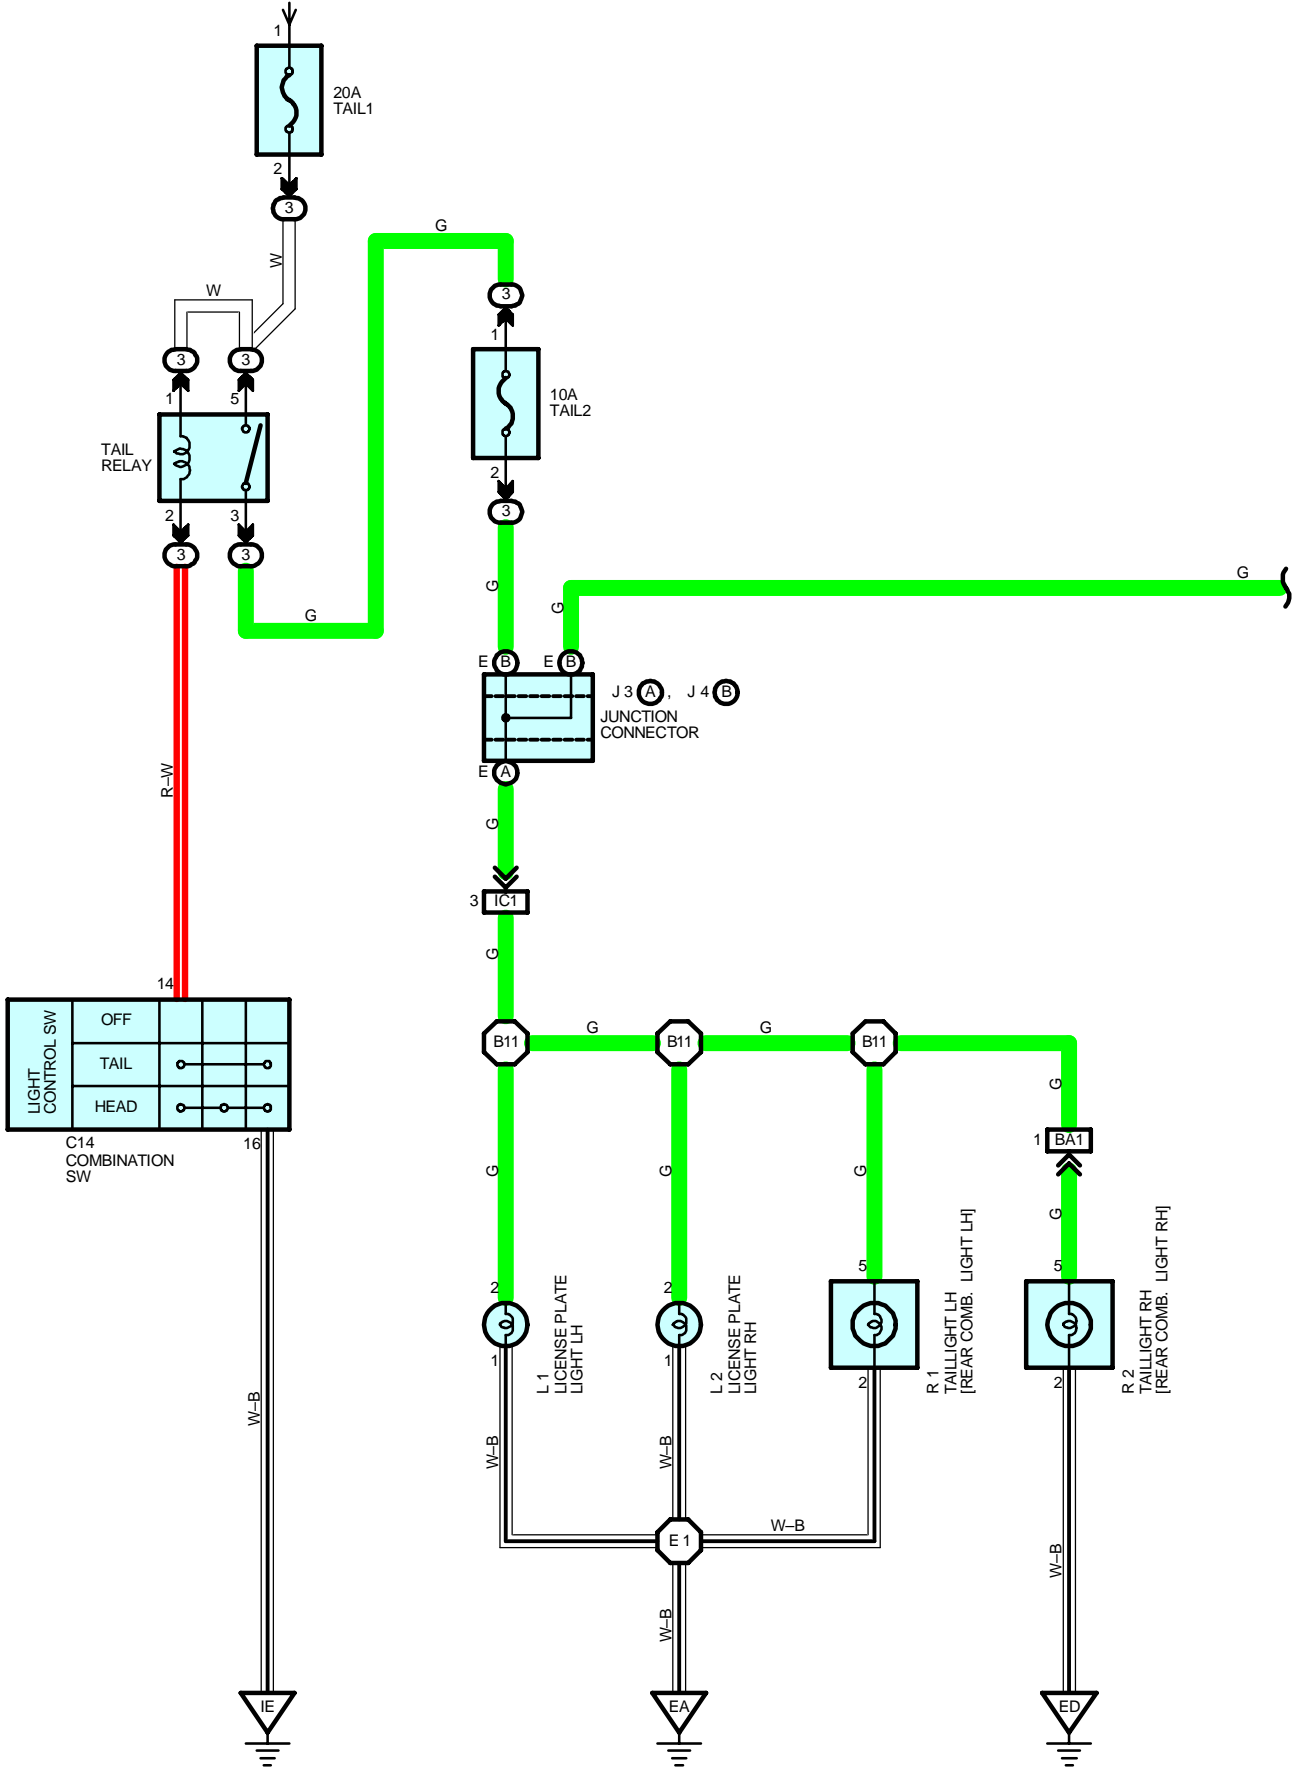 1
20A
TAIL1
2
3
G
W
W
3
1
10A
TAIL2
3
3
1
5
TAIL
RELAY
2
3
2
3
3
3
G
G
G
G
E B
E B
J 3 A , J 4 B
JUNCTION
CONNECTOR
E A
R–W
G
3 IC1
G
14
LIGHT
CONTROL SW
OFF
TAIL
HEAD
C14
COMBINATION
SW
16
B11
G
B11
G
B11
G
1 BA1
G
G
G
G
2
2
5
5
L 1
LICENSE PLATE
LIGHT LH
L 2
LICENSE PLATE
LIGHT RH
R 1
TAILLIGHT LH
[REAR COMB. LIGHT LH]
R 2
TAILLIGHT RH
[REAR COMB. LIGHT RH]
1
1
2
2
W–B
W–B
W–B
W–B
E 1
W–B
W–B
IE
EA
ED